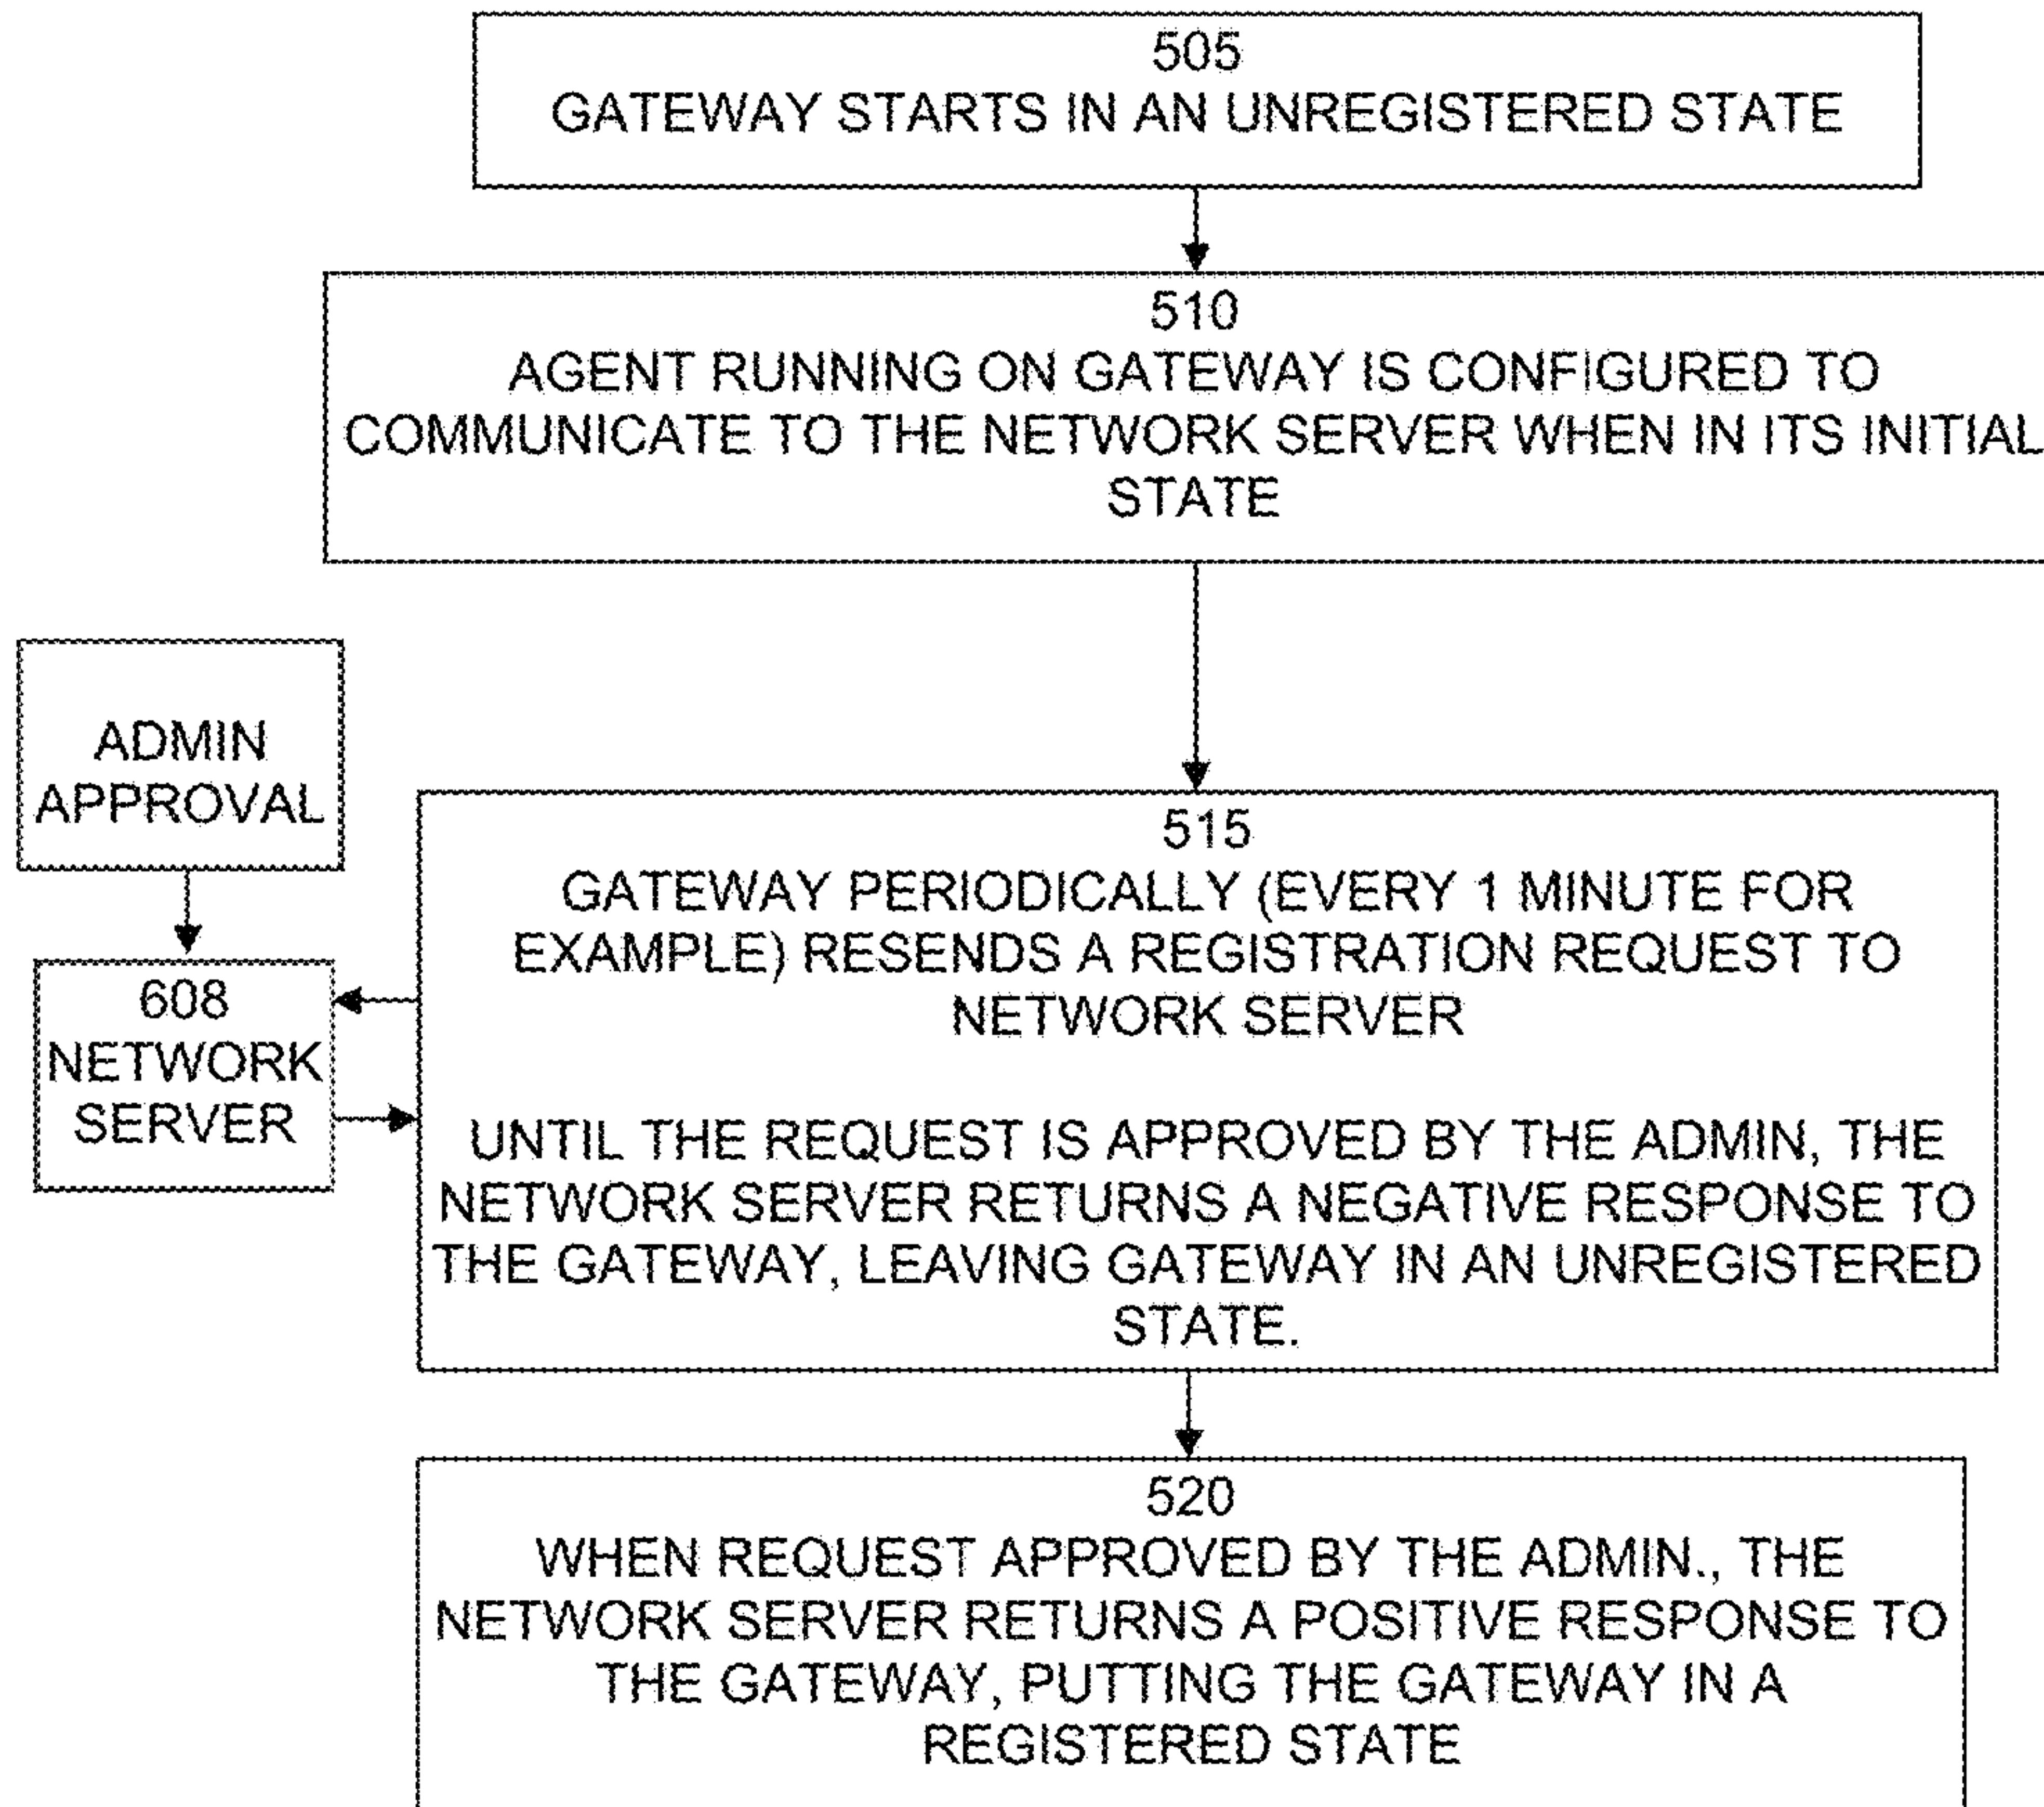 505
GATEWAY STARTS IN AN UNREGISTERED STATE
510
AGENT RUNNING ON GATEWAY IS CONFIGURED TO
COMMUNICATE TO THE NETWORK SERVER WHEN IN ITS INITIAL
STATE
ADMIN
APPROVAL
608
NETWORK
SERVER
515
GATEWAY PERIODICALLY (EVERY 1 MINUTE FOR
EXAMPLE) RESENDS A REGISTRATION REQUEST TO
NETWORK SERVER
UNTIL THE REQUEST IS APPROVED BY THE ADMIN, THE
NETWORK SERVER RETURNS A NEGATIVE RESPONSE TO
THE GATEWAY, LEAVING GATEWAY IN AN UNREGISTERED
STATE.
520
WHEN REQUEST APPROVED BY THE ADMIN., THE
NETWORK SERVER RETURNS A POSITIVE RESPONSE TO
THE GATEWAY, PUTTING THE GATEWAY IN A
REGISTERED STATE